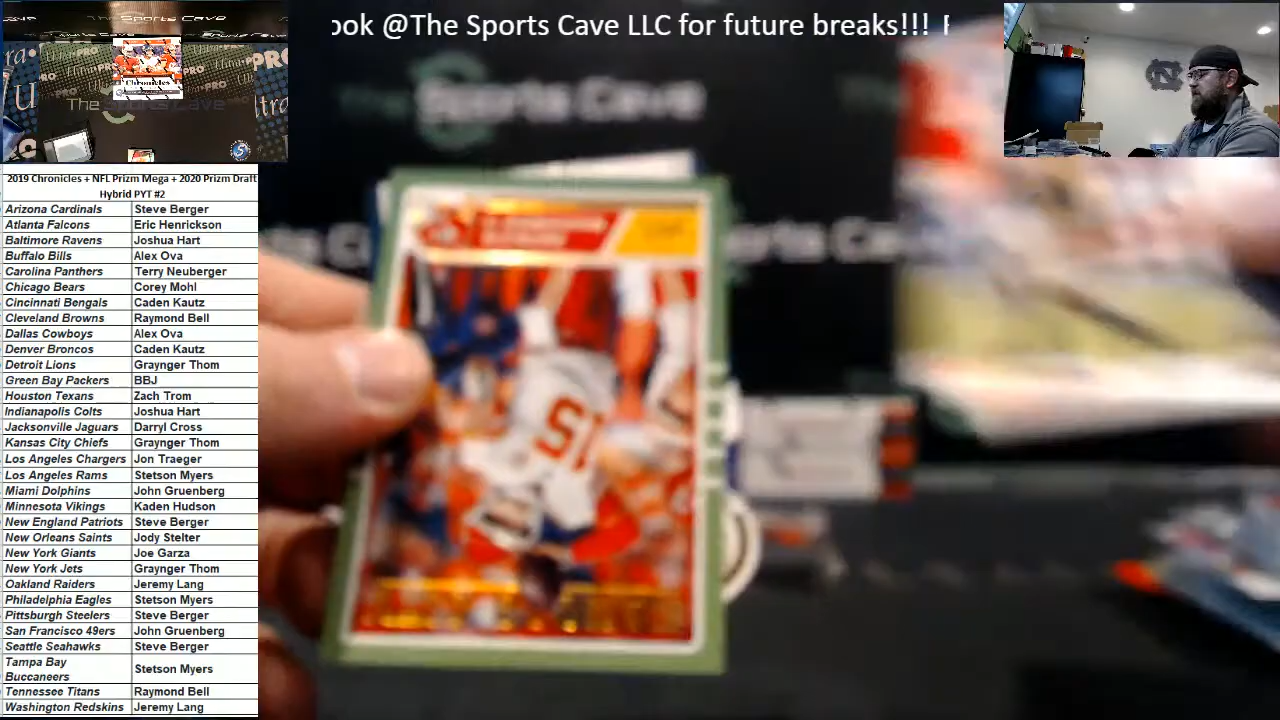 ook @The Sports Cave LLC for future breaks!!! F
Chronicles
PRO
The Sports Cave
Sports Cave
15
2019 Chronicles + NFL Prizm Mega + 2020 Prizm Draft
Hybrid PYT #2
Arizona Cardinals Steve Berger
Atlanta Falcons Eric Henrickson
Baltimore Ravens Joshua Hart
Buffalo Bills Alex Ova
Carolina Panthers Terry Neuberger
Chicago Bears Corey Mohl
Cincinnati Bengals Caden Kautz
Cleveland Browns Raymond Bell
Dallas Cowboys Alex Ova
Denver Broncos Caden Kautz
Detroit Lions Graynger Thom
Green Bay Packers BBJ
Houston Texans Zach Trom
Indianapolis Colts Joshua Hart
Jacksonville Jaguars Darryl Cross
Kansas City Chiefs Graynger Thom
Los Angeles Chargers Jon Traeger
Los Angeles Rams Stetson Myers
Miami Dolphins John Gruenberg
Minnesota Vikings Kaden Hudson
New England Patriots Steve Berger
New Orleans Saints Jody Stelter
New York Giants Joe Garza
New York Jets Graynger Thom
Oakland Raiders Jeremy Lang
Philadelphia Eagles Stetson Myers
Pittsburgh Steelers Steve Berger
San Francisco 49ers John Gruenberg
Seattle Seahawks Steve Berger
Tampa Bay Buccaneers Stetson Myers
Tennessee Titans Raymond Bell
Washington Redskins Jeremy Lang